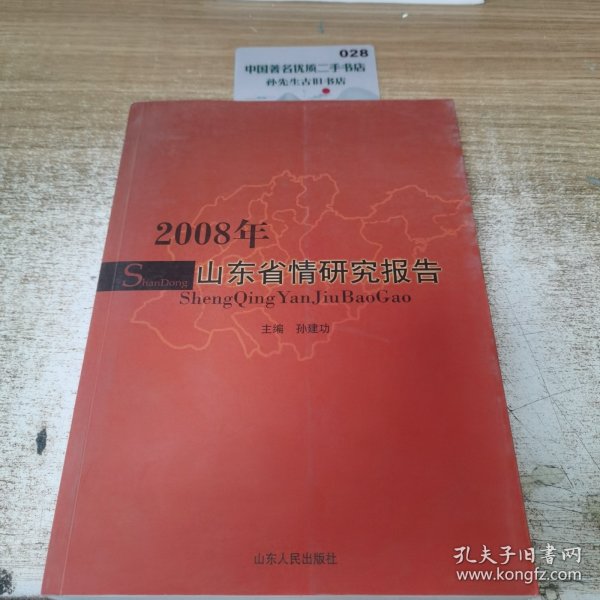 028
中国著名优质二手书店
孙先生古旧书店
2008年
ShanDong
山东省情研究报告
ShengQingYanJiuBaoGao
主编 孙建功
山东人民出版社
孔夫子旧书网
www.kongfz.com